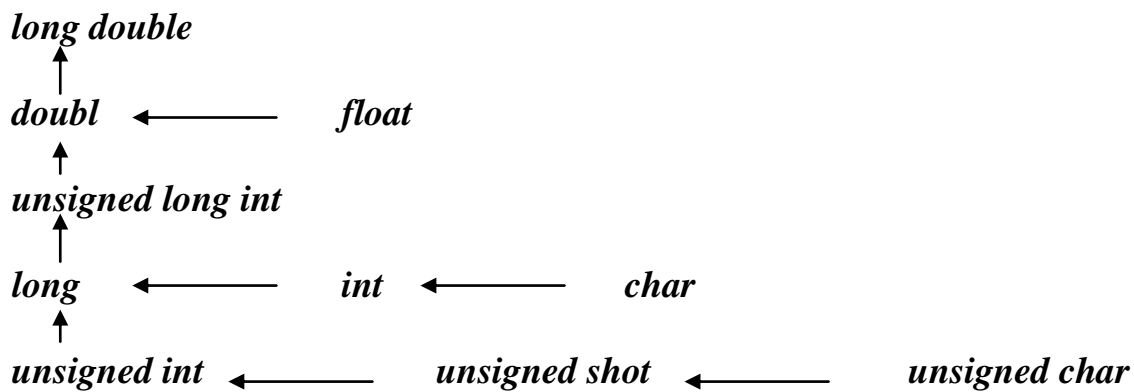 long double
doubl float
unsigned long int
long int char
unsigned int unsigned shot unsigned char